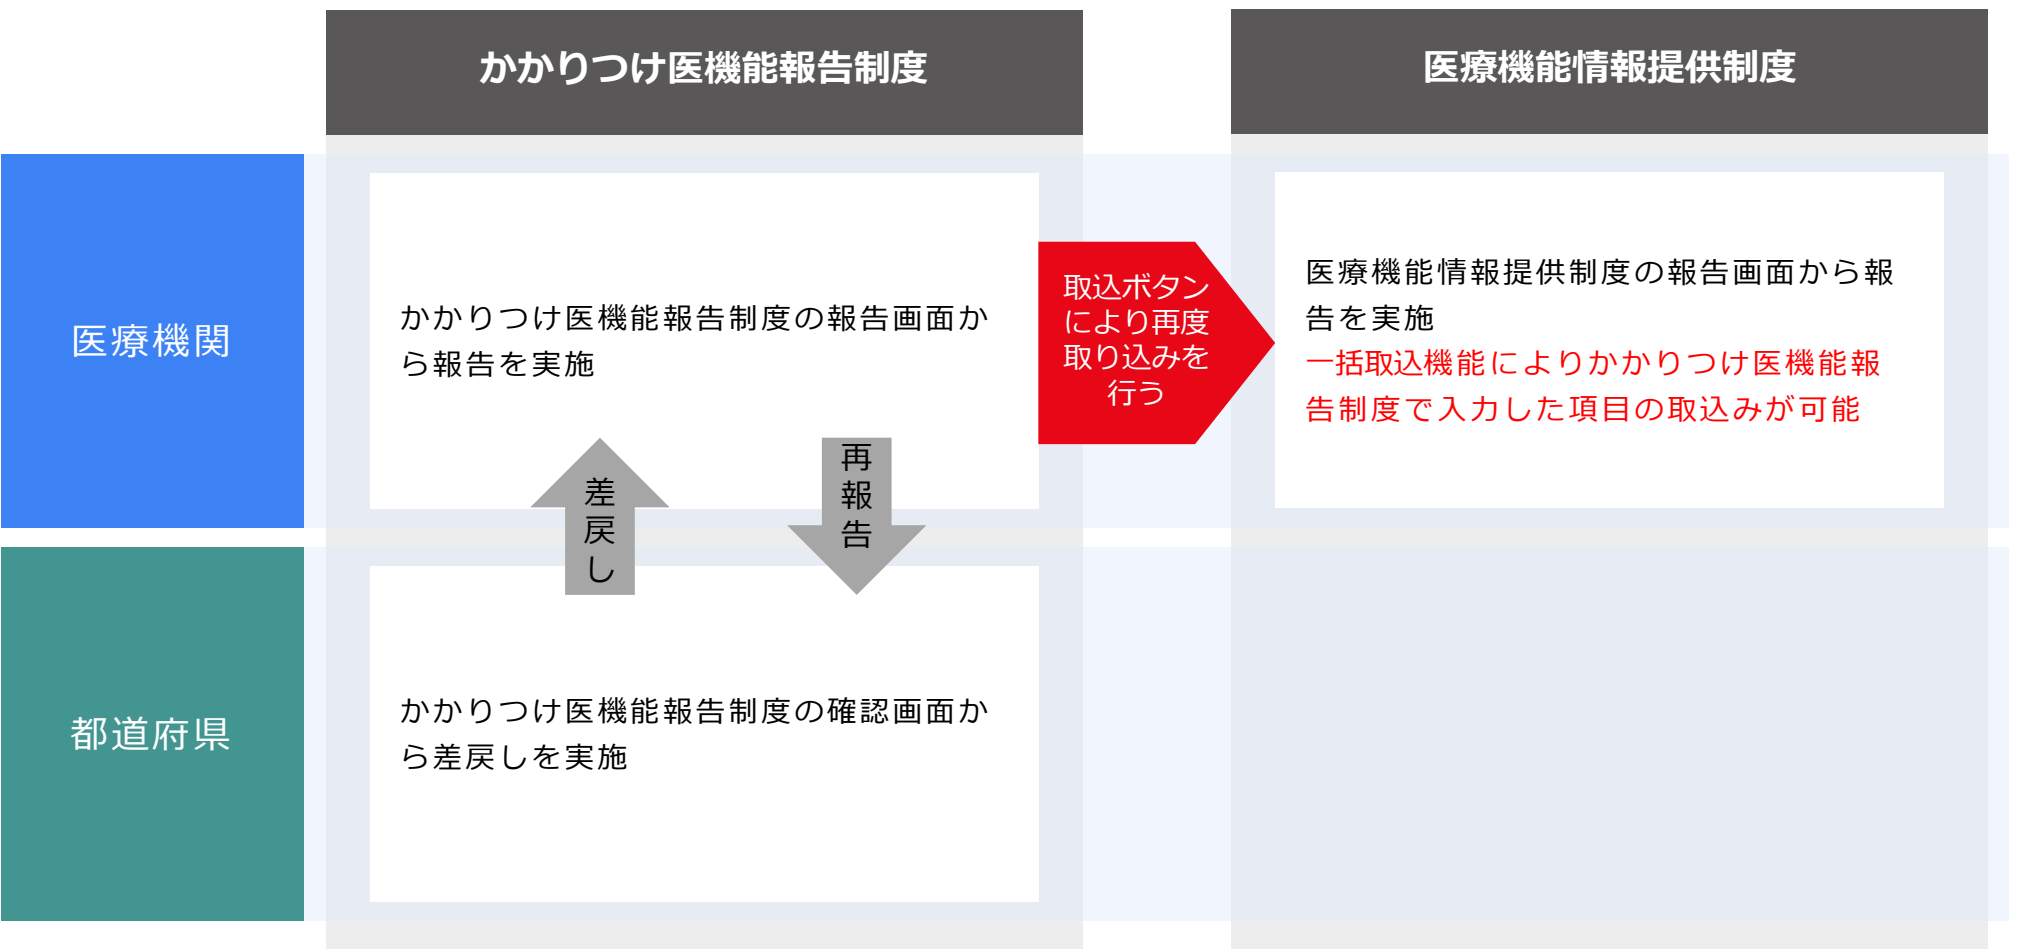 かかりつけ医機能報告制度
医療機能情報提供制度
医療機関
かかりつけ医機能報告制度の報告画面か
ら報告を実施
取込ボタン
により再度
取り込みを
行う
医療機能情報提供制度の報告画面から報
告を実施
一括取込機能によりかかりつけ医機能報
告制度で入力した項目の取込みが可能
差戻し
再報告
都道府県
かかりつけ医機能報告制度の確認画面か
ら差戻しを実施